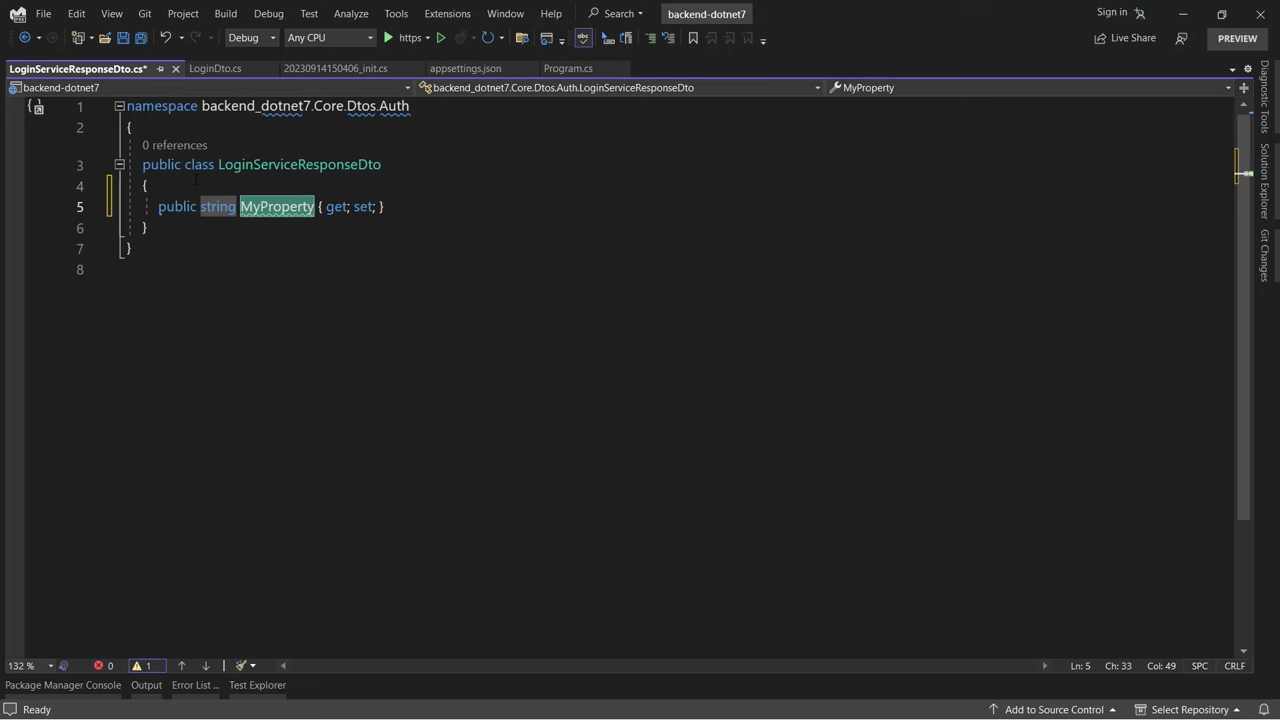 File Edit View Git Project Build Debug Test Analyze Tools Extensions Window Help Search backend-dotnet7 Sign in
Debug Any CPU https Live Share PREVIEW
LoginServiceResponseDto.cs* LoginDto.cs 20230914150406_init.cs appsettings.json Program.cs
backend-dotnet7 backend_dotnet7.Core.Dtos.Auth.LoginServiceResponseDto MyProperty
1 namespace backend_dotnet7.Core.Dtos.Auth
2 {
0 references
3 public class LoginServiceResponseDto
4 {
5 public string MyProperty { get; set; }
6 }
7 }
8
Diagnostic Tools
Solution Explorer
Git Changes
132 % 0 1 Ln: 5 Ch: 33 Col: 49 SPC CRLF
Package Manager Console Output Error List ... Test Explorer
Ready Add to Source Control Select Repository